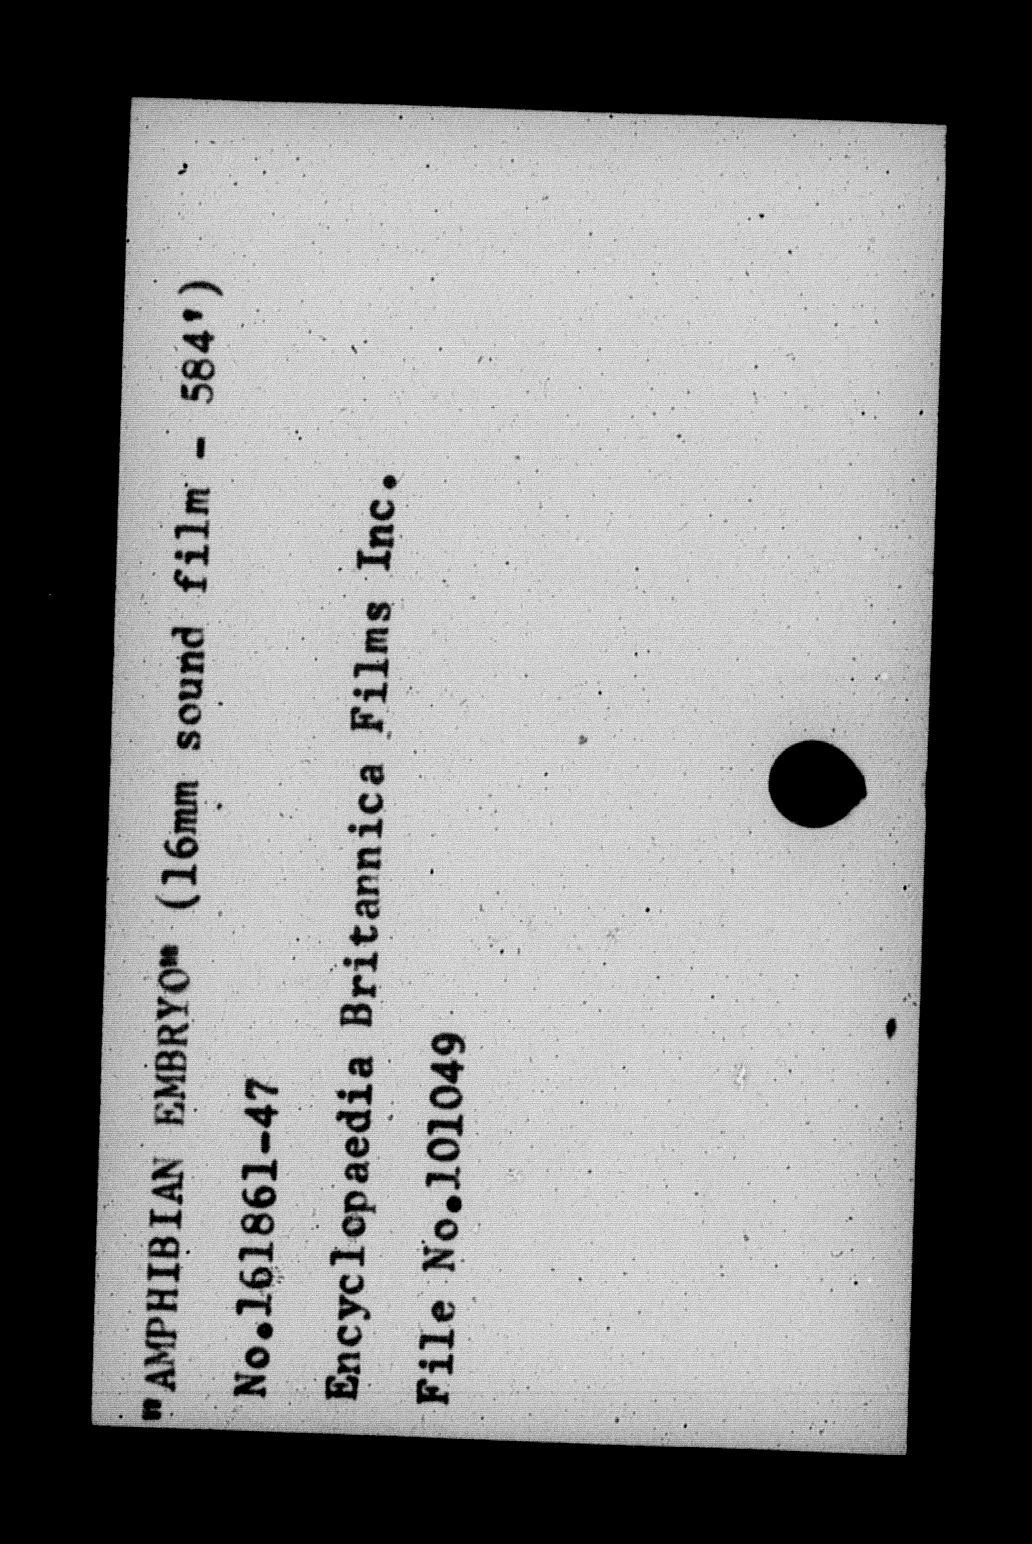 "AMPHIBIAN EMBRYO" (16mm sound film - 584')
No.161861-47
Encyclopaedia Britannica Films Inc.
File No.101049